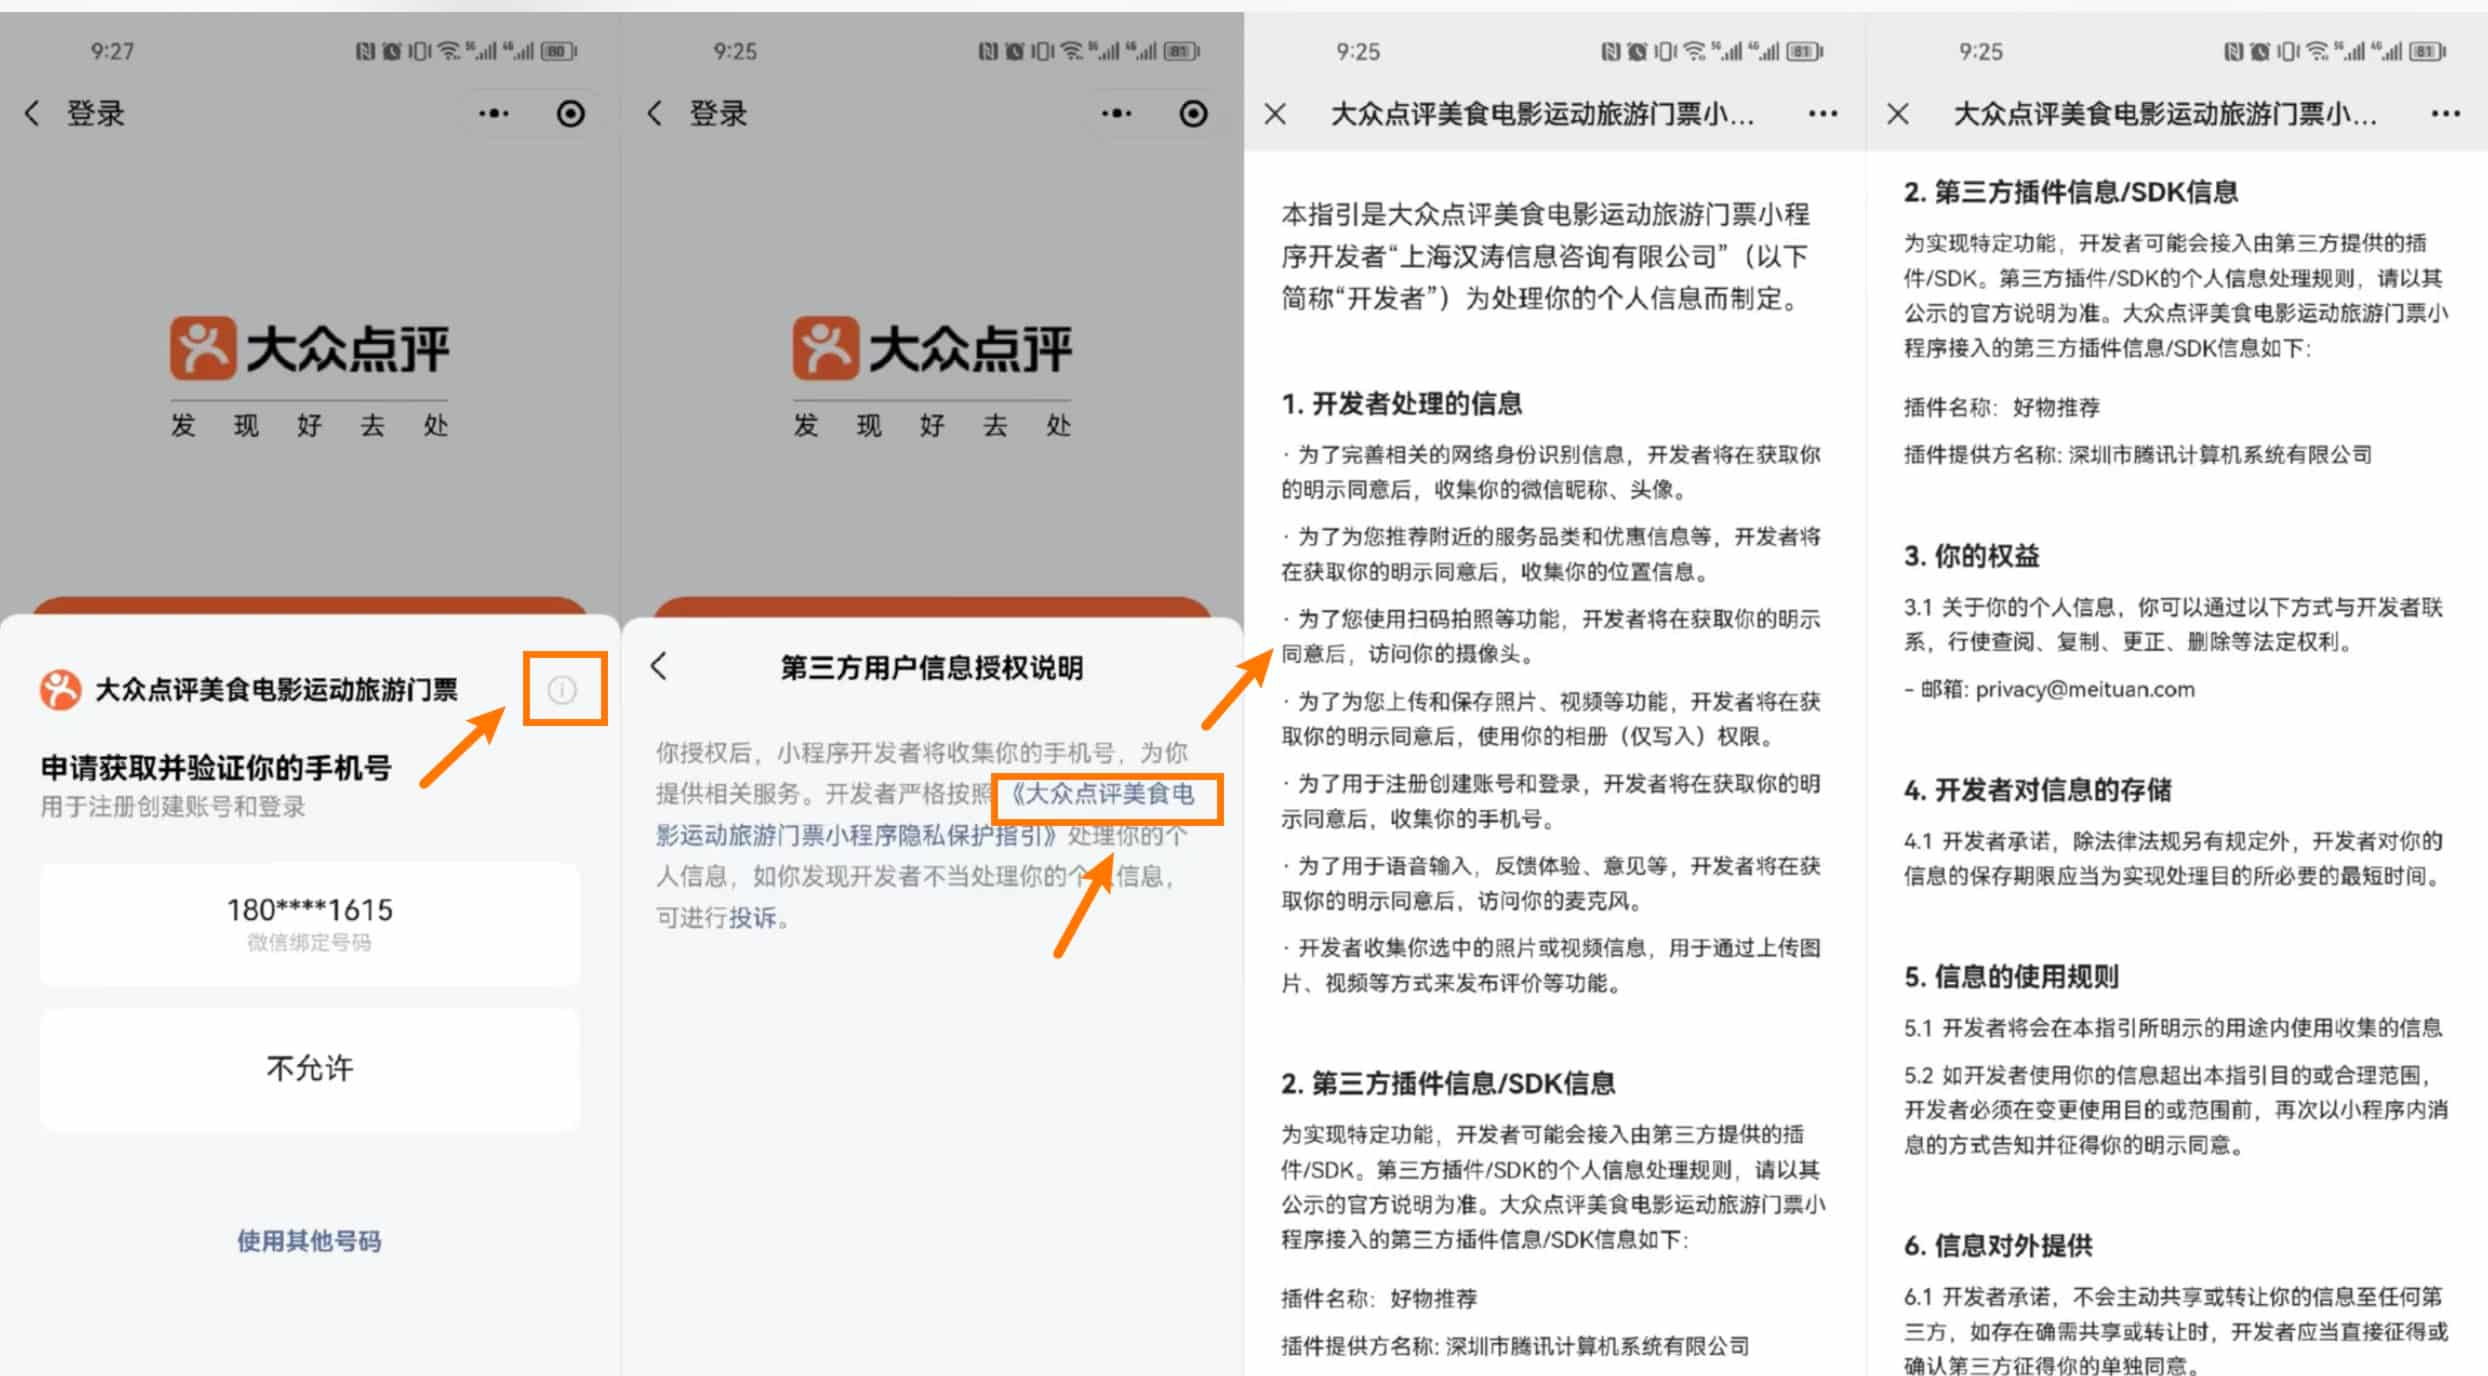 9:27
5G
4G
80
登录
大众点评
发现好去处
大众点评美食电影运动旅游门票
申请获取并验证你的手机号
用于注册创建账号和登录
180****1615
微信绑定号码
不允许
使用其他号码
9:25
5G
4G
81
登录
大众点评
发现好去处
第三方用户信息授权说明
你授权后，小程序开发者将收集你的手机号，为你
提供相关服务。开发者严格按照《大众点评美食电
影运动旅游门票小程序隐私保护指引》处理你的个
人信息，如你发现开发者不当处理你的个人信息，
可进行投诉。
9:25
5G
4G
81
大众点评美食电影运动旅游门票小...
本指引是大众点评美食电影运动旅游门票小程
序开发者“上海汉涛信息咨询有限公司”（以下
简称“开发者”）为处理你的个人信息而制定。
1. 开发者处理的信息
· 为了完善相关的网络身份识别信息，开发者将在获取你
的明示同意后，收集你的微信昵称、头像。
· 为了为您推荐附近的服务品类和优惠信息等，开发者将
在获取你的明示同意后，收集你的位置信息。
· 为了您使用扫码拍照等功能，开发者将在获取你的明示
同意后，访问你的摄像头。
· 为了为您上传和保存照片、视频等功能，开发者将在获
取你的明示同意后，使用你的相册（仅写入）权限。
· 为了用于注册创建账号和登录，开发者将在获取你的明
示同意后，收集你的手机号。
· 为了用于语音输入，反馈体验、意见等，开发者将在获
取你的明示同意后，访问你的麦克风。
· 开发者收集你选中的照片或视频信息，用于通过上传图
片、视频等方式来发布评价等功能。
2. 第三方插件信息/SDK信息
为实现特定功能，开发者可能会接入由第三方提供的插
件/SDK。第三方插件/SDK的个人信息处理规则，请以其
公示的官方说明为准。大众点评美食电影运动旅游门票小
程序接入的第三方插件信息/SDK信息如下:
插件名称：好物推荐
插件提供方名称: 深圳市腾讯计算机系统有限公司
9:25
5G
4G
81
大众点评美食电影运动旅游门票小...
2. 第三方插件信息/SDK信息
为实现特定功能，开发者可能会接入由第三方提供的插
件/SDK。第三方插件/SDK的个人信息处理规则，请以其
公示的官方说明为准。大众点评美食电影运动旅游门票小
程序接入的第三方插件信息/SDK信息如下:
插件名称：好物推荐
插件提供方名称: 深圳市腾讯计算机系统有限公司
3. 你的权益
3.1 关于你的个人信息，你可以通过以下方式与开发者联
系，行使查阅、复制、更正、删除等法定权利。
- 邮箱: privacy@meituan.com
4. 开发者对信息的存储
4.1 开发者承诺，除法律法规另有规定外，开发者对你的
信息的保存期限应当为实现处理目的所必要的最短时间。
5. 信息的使用规则
5.1 开发者将会在本指引所明示的用途内使用收集的信息
5.2 如开发者使用你的信息超出本指引目的或合理范围，
开发者必须在变更使用目的或范围前，再次以小程序内消
息的方式告知并征得你的明示同意。
6. 信息对外提供
6.1 开发者承诺，不会主动共享或转让你的信息至任何第
三方，如存在确需共享或转让时，开发者应当直接征得或
确认第三方征得你的单独同意。